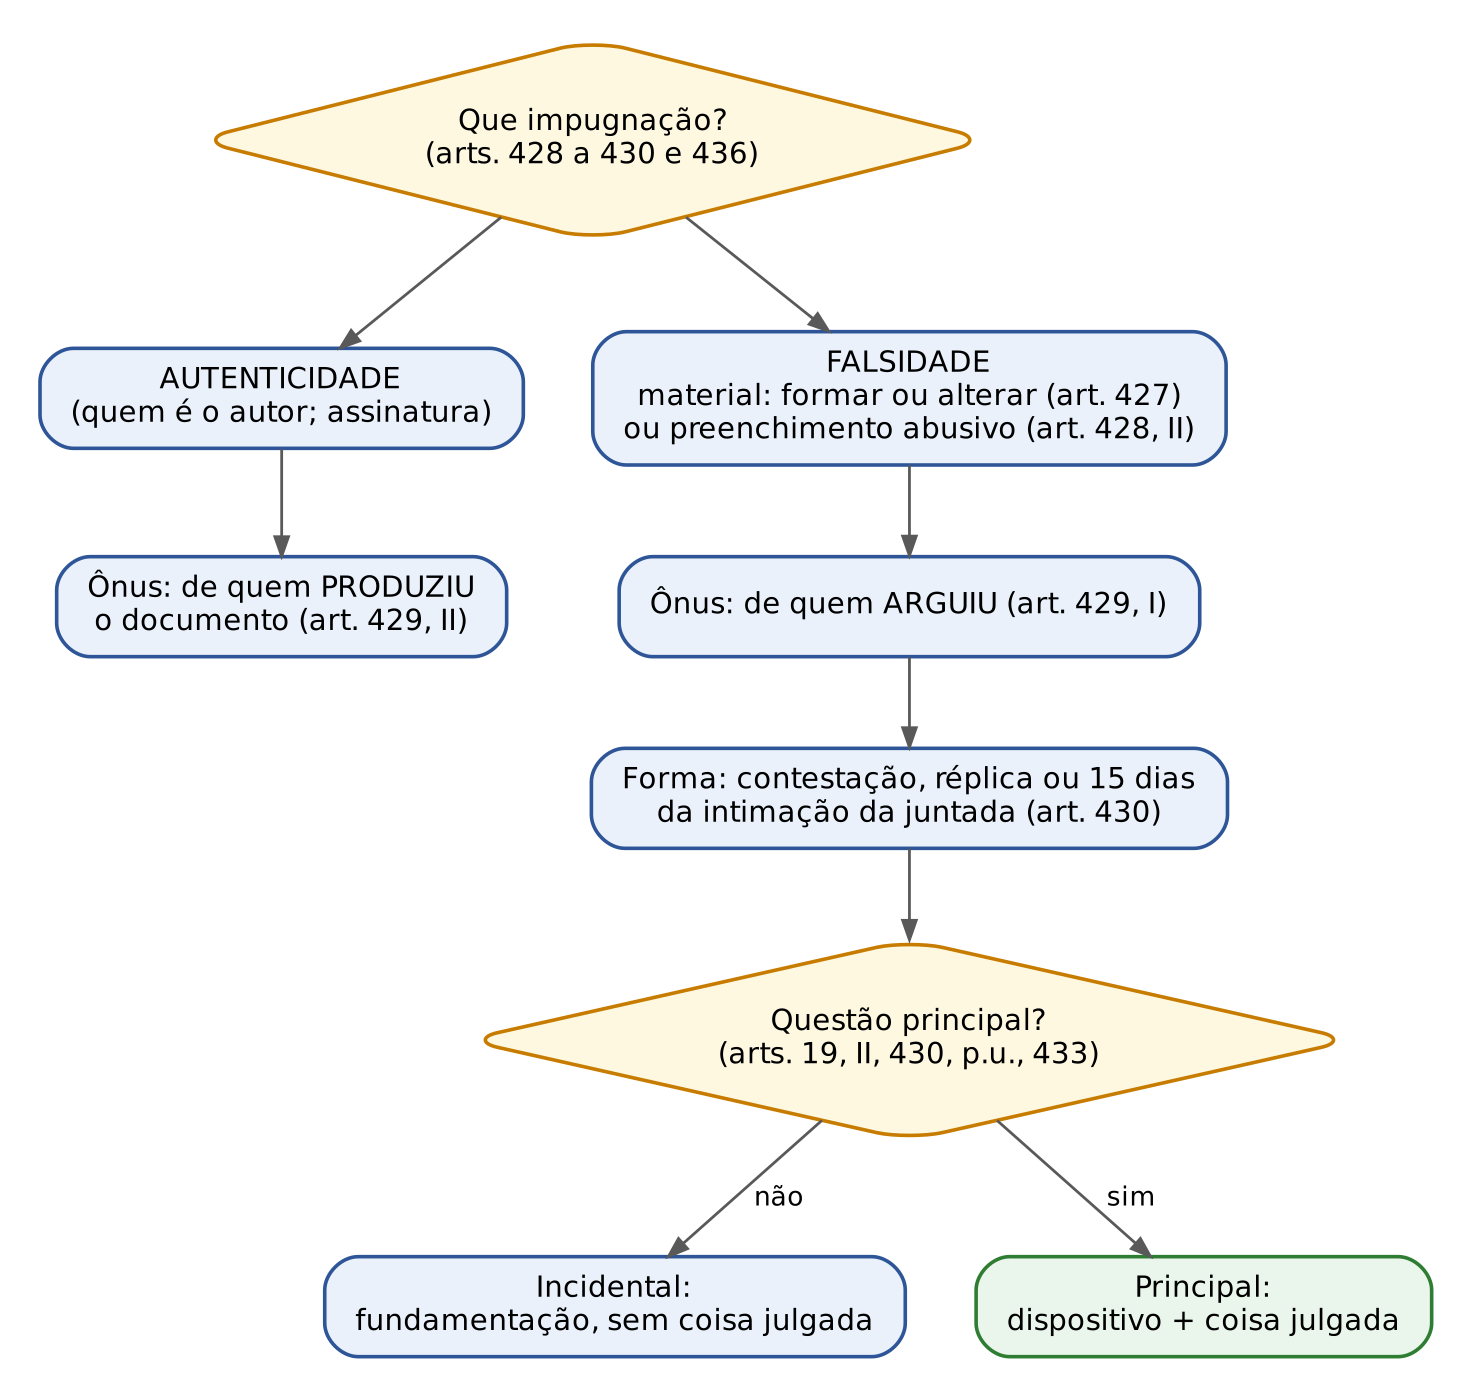 Que impugnação?
(arts. 428 a 430 e 436)
AUTENTICIDADE
(quem é o autor; assinatura)
FALSIDADE
material: formar ou alterar (art. 427)
ou preenchimento abusivo (art. 428, II)
Ônus: de quem PRODUZIU
o documento (art. 429, II)
Ônus: de quem ARGUIU (art. 429, I)
Forma: contestação, réplica ou 15 dias
da intimação da juntada (art. 430)
Questão principal?
(arts. 19, II, 430, p.u., 433)
não
sim
Incidental:
fundamentação, sem coisa julgada
Principal:
dispositivo + coisa julgada